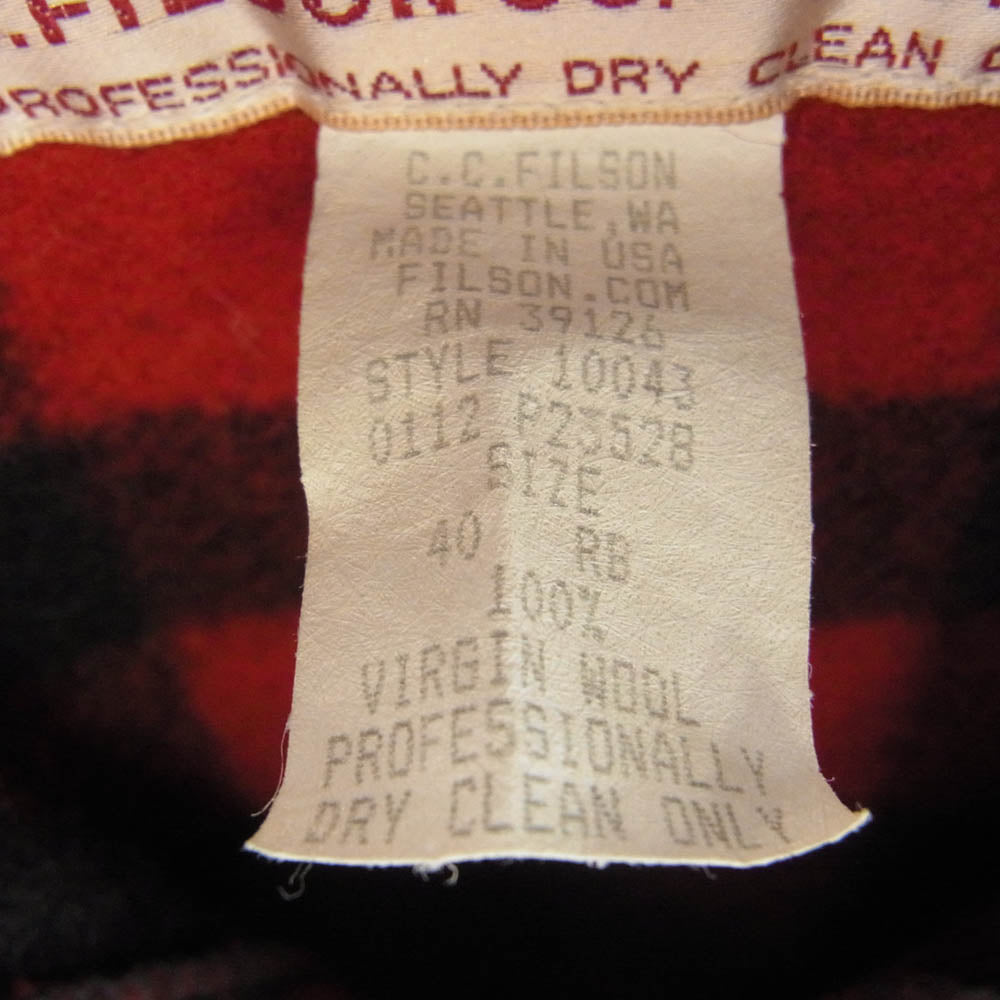 PROFESSIONALLY DRY CLEAN
C.C.FILSON
SEATTLE,WA
MADE IN USA
FILSON.COM
RN 39126
STYLE 10043
0112 P23528
SIZE
40 RB
100%
VIRGIN WOOL
PROFESSIONALLY
DRY CLEAN ONLY